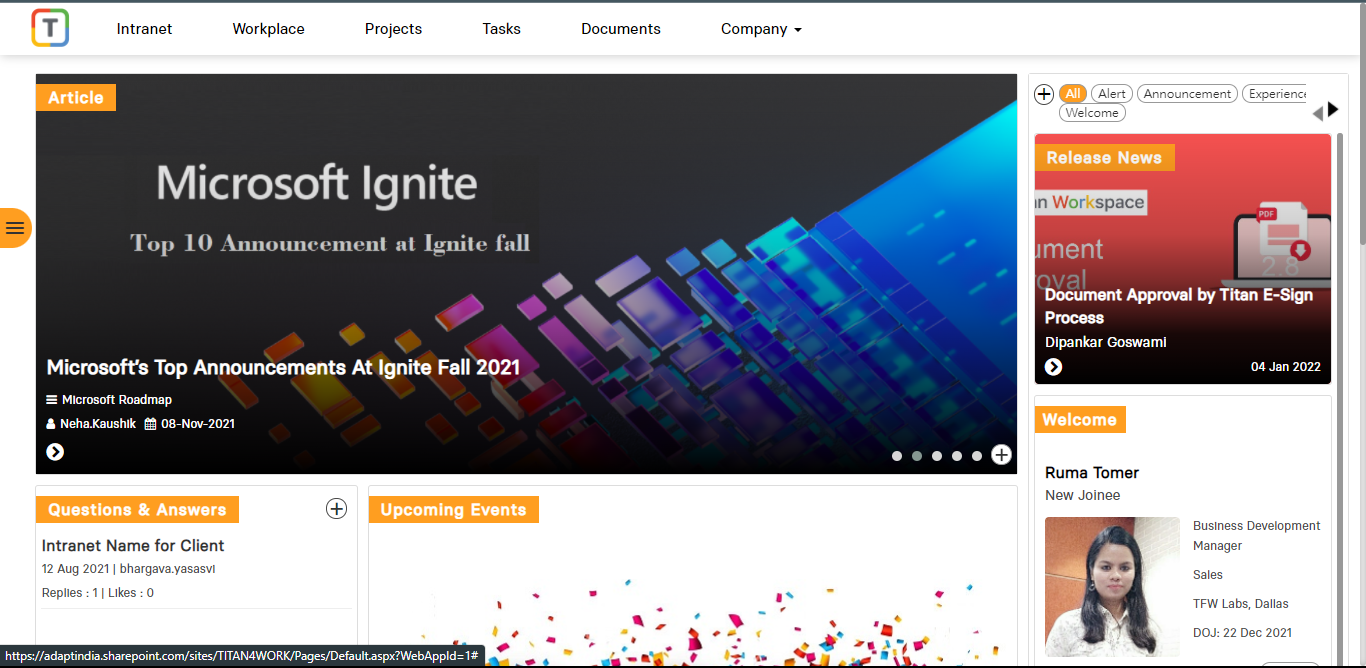 T
Intranet
Workplace
Projects
Tasks
Documents
Company
Article
Microsoft Ignite
Top 10 Announcement at Ignite fall
Microsoft's Top Announcements At Ignite Fall 2021
Microsoft Roadmap
Neha.Kaushik 08-Nov-2021
All Alert Announcement Experience
Welcome
Release News
n Workspace
PDF
ument
2.8
oval
Document Approval by Titan E-Sign
Process
Dipankar Goswami
04 Jan 2022
Questions & Answers
Intranet Name for Client
12 Aug 2021 | bhargava.yasasvi
Replies : 1 | Likes : 0
Upcoming Events
Welcome
Ruma Tomer
New Joinee
Business Development
Manager
Sales
TFW Labs, Dallas
DOJ: 22 Dec 2021
https://adaptindia.sharepoint.com/sites/TITAN4WORK/Pages/Default.aspx?WebAppId=1#